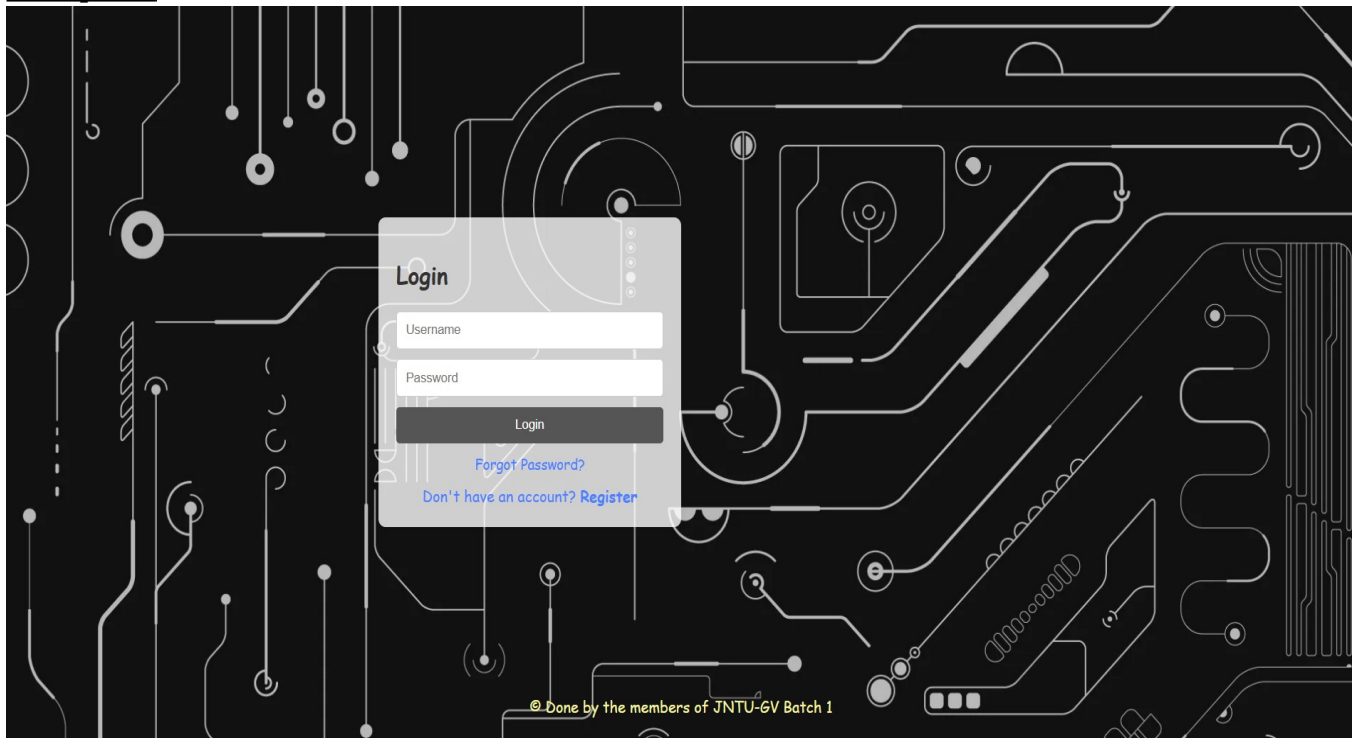 Login
Username
Password
Login
Forgot Password?
Don't have an account? Register
© Done by the members of JNTU-GV Batch 1